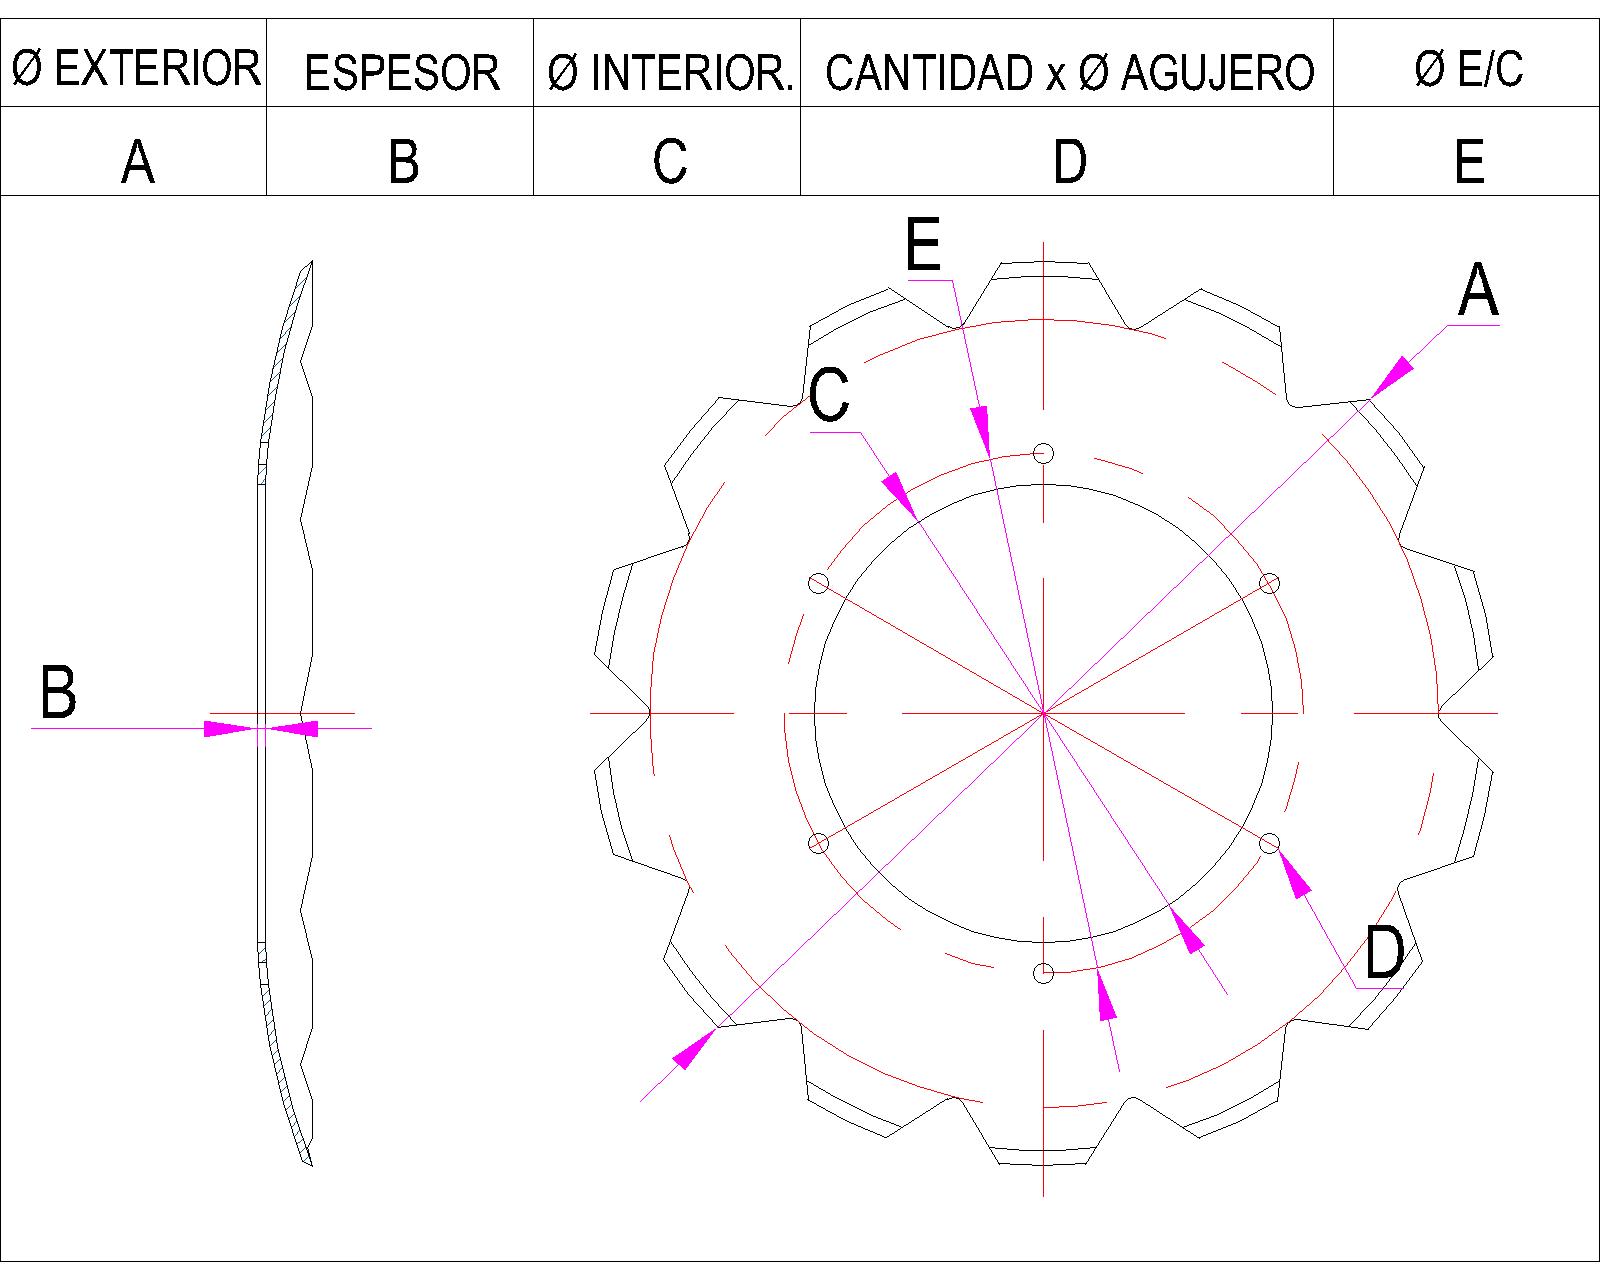 Ø EXTERIOR ESPESOR Ø INTERIOR. CANTIDAD x Ø AGUJERO Ø E/C
A B C D E
E
A
C
B
D